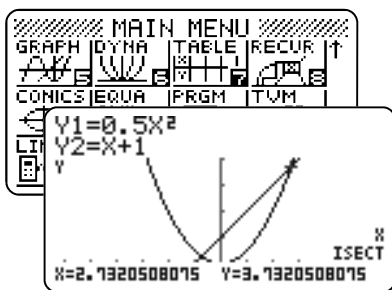 MAIN MENU
GRAPH DYNA TABLE RECUR
5 6 7 8
CONICS EQUA PRGM TVM
Y1=0.5X²
Y2=X+1
Y
X
ISECT
X=2.7320508075 Y=3.7320508075